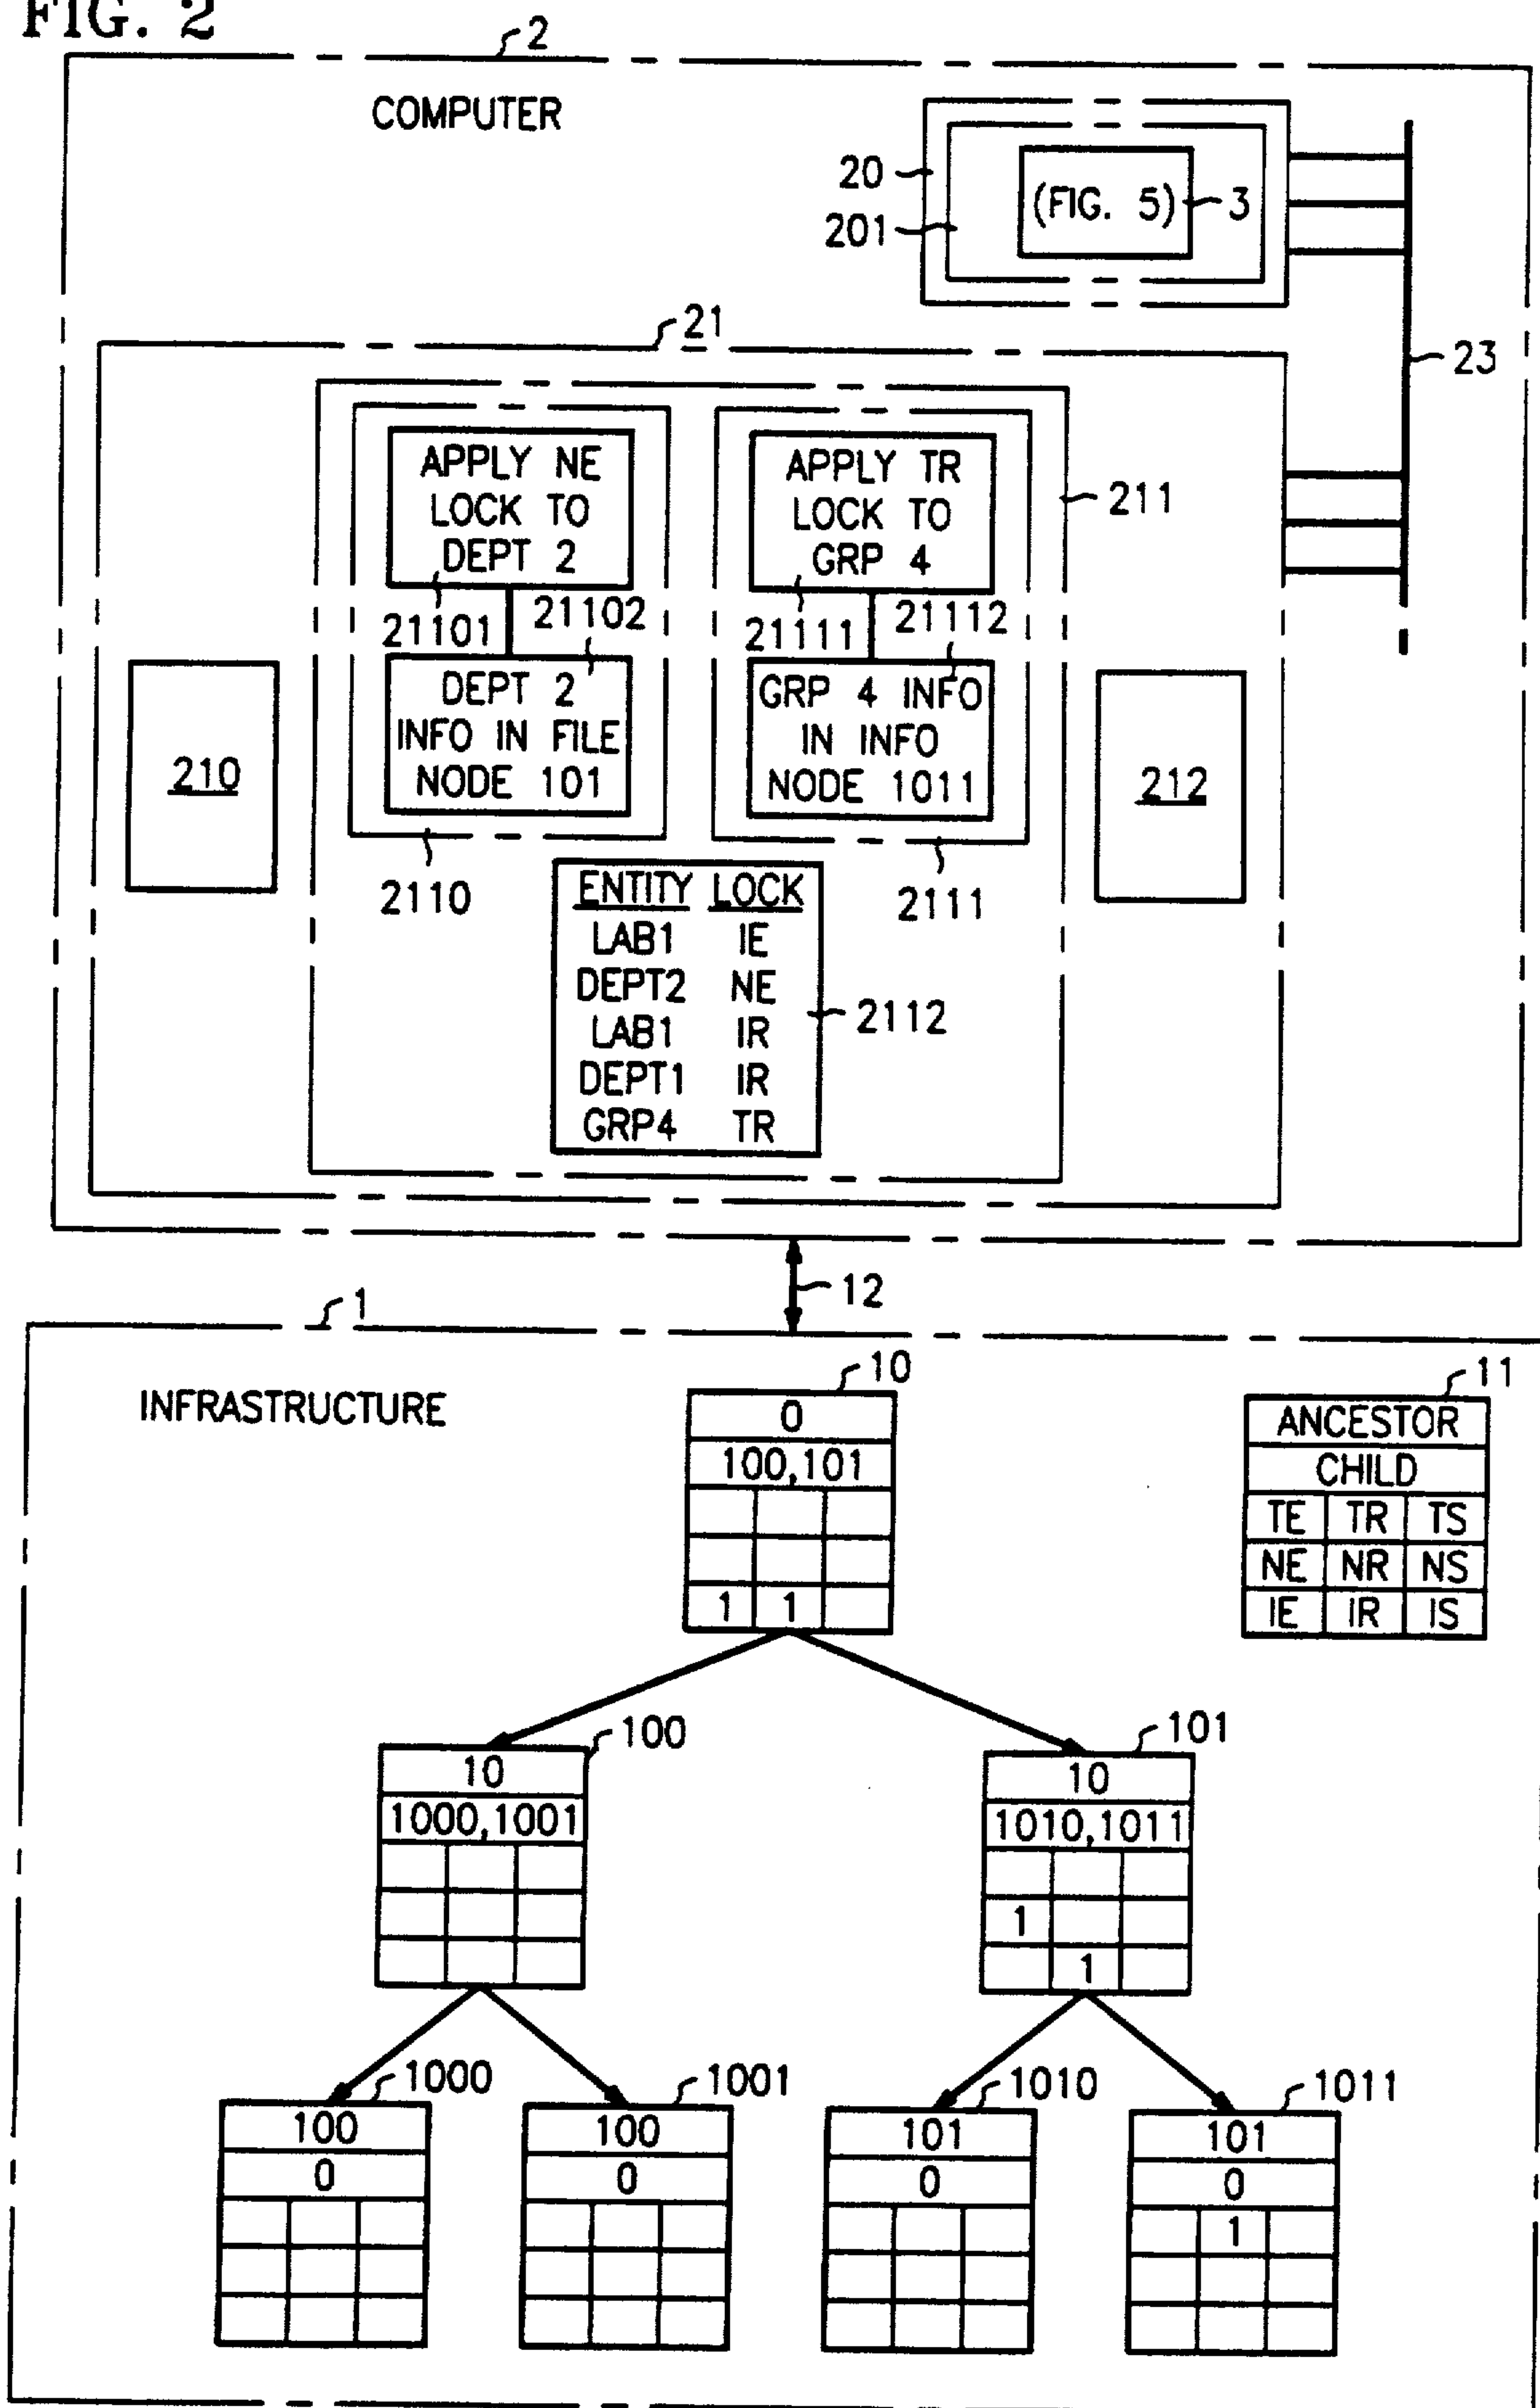 FIG. 2
2
COMPUTER
20
201
(FIG. 5)
3
23
21
APPLY NE
LOCK TO
DEPT 2
21101
21102
DEPT 2
INFO IN FILE
NODE 101
2110
APPLY TR
LOCK TO
GRP 4
21111
21112
GRP 4 INFO
IN INFO
NODE 1011
2111
211
210
212
ENTITY LOCK
LAB1 IE
DEPT2 NE
LAB1 IR
DEPT1 IR
GRP4 TR
2112
12
1
INFRASTRUCTURE
10
0
100,101
1 1
11
ANCESTOR
CHILD
TE TR TS
NE NR NS
IE IR IS
100
10
1000,1001
101
10
1010,1011
1
1
1000
100
0
1001
100
0
1010
101
0
1011
101
0
1